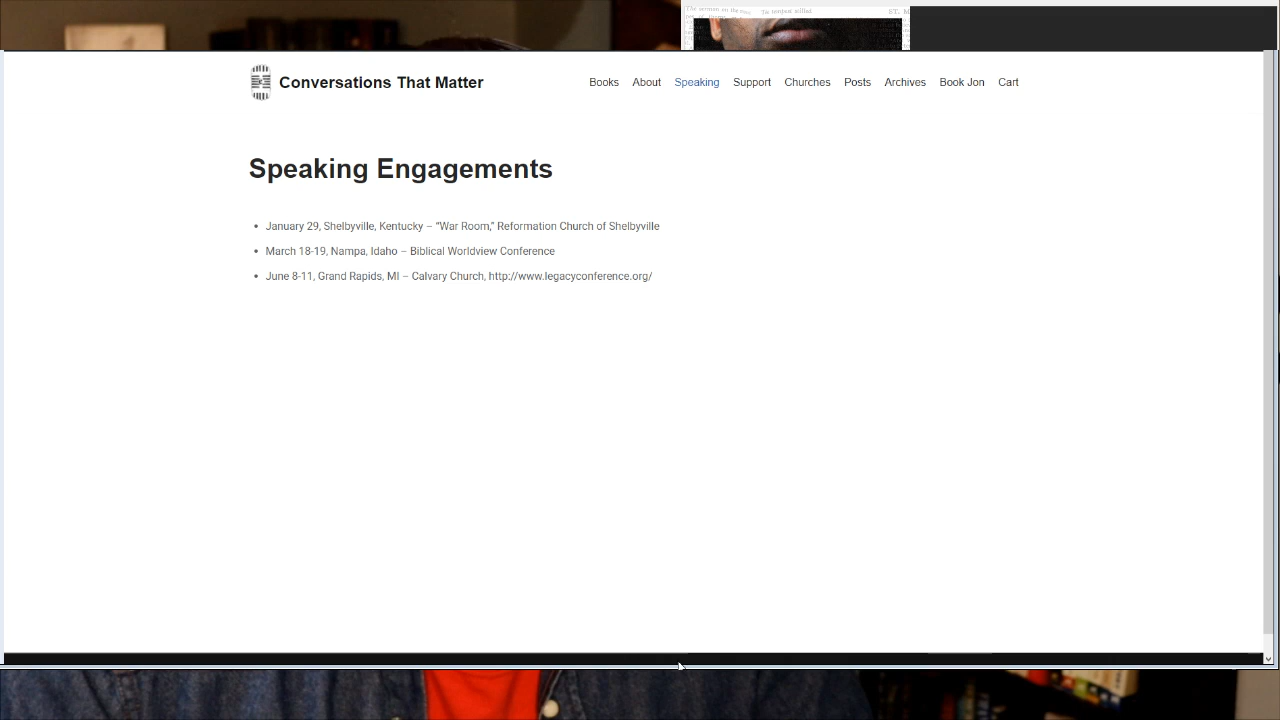 Conversations That Matter
Books About Speaking Support Churches Posts Archives Book Jon Cart
Speaking Engagements
• January 29, Shelbyville, Kentucky – “War Room,” Reformation Church of Shelbyville
• March 18-19, Nampa, Idaho – Biblical Worldview Conference
• June 8-11, Grand Rapids, MI – Calvary Church, http://www.legacyconference.org/